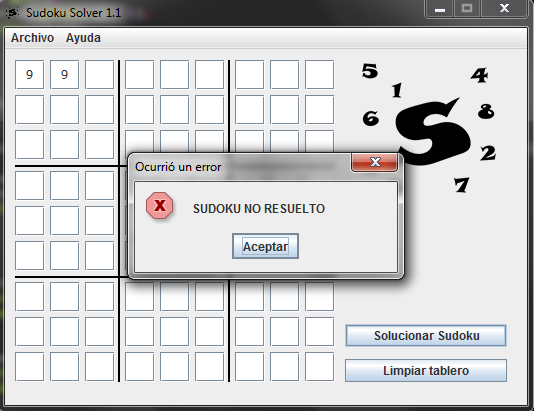 Sudoku Solver 1.1
Archivo Ayuda
9 9
5 4
1
6 S 8
2
7
Ocurrió un error
X SUDOKU NO RESUELTO
Aceptar
Solucionar Sudoku
Limpiar tablero